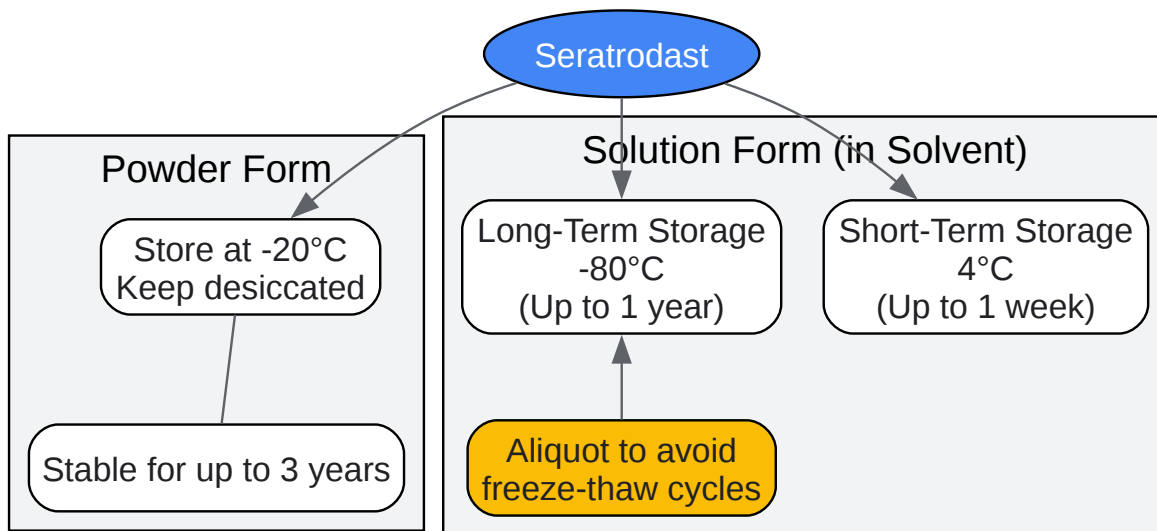 Seratrodast
Powder Form
Store at -20°C
Keep desiccated
Stable for up to 3 years
Solution Form (in Solvent)
Long-Term Storage
-80°C
(Up to 1 year)
Short-Term Storage
4°C
(Up to 1 week)
Aliquot to avoid
freeze-thaw cycles